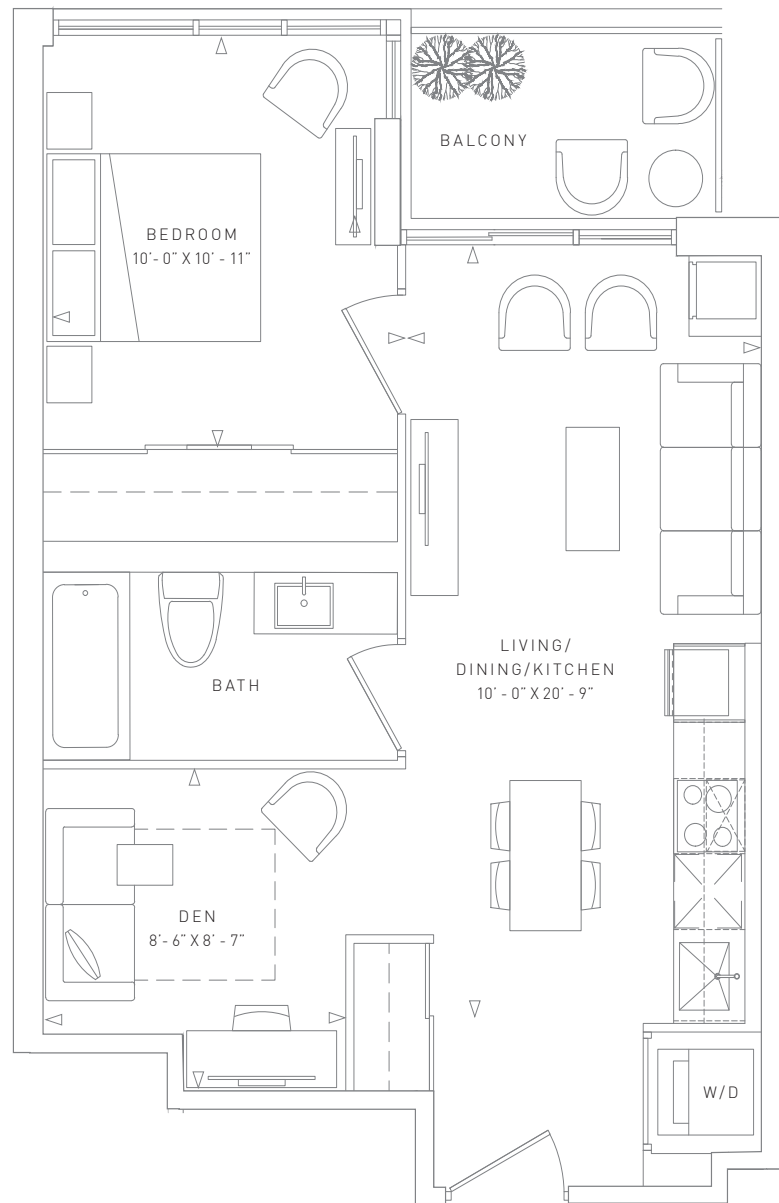 BALCONY
BEDROOM
10'- 0" X 10' - 11"
LIVING/
DINING/KITCHEN
10' - 0" X 20' - 9"
BATH
DEN
8'- 6" X 8' - 7"
W/D